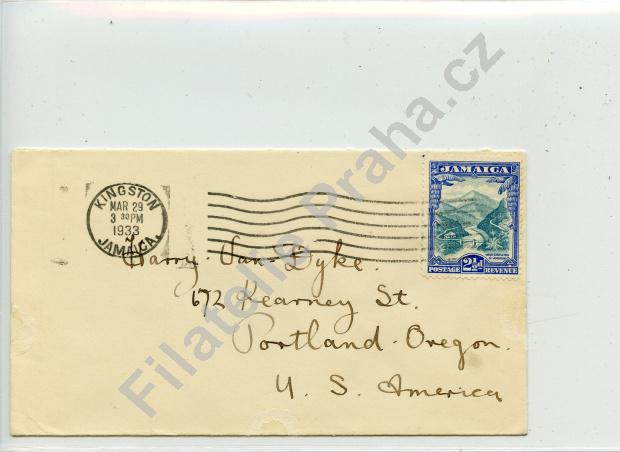 KINGSTON
MAR 29
3 30PM
1933
JAMAICA.
JAMAICA
POSTAGE 2½d REVENUE
Harry Van Dyke.
672 Kearney St.
Portland-Oregon.
U. S. America
Filatelie Praha.cz